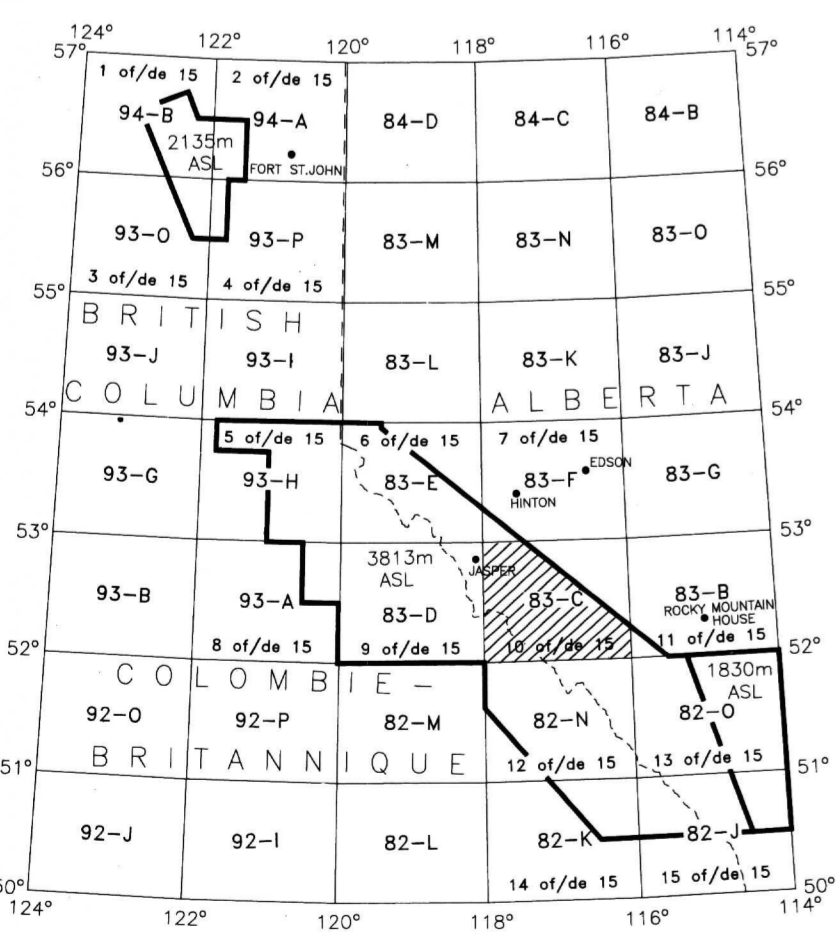 124° 122° 120° 118° 116° 114°
57° 57°
1 of/de 15 2 of/de 15
94-B 94-A 84-D 84-C 84-B
2135m
ASL
FORT ST.JOHN
56° 56°
93-O 93-P 83-M 83-N 83-O
3 of/de 15 4 of/de 15
55° 55°
BRITISH
93-J 93-I 83-L 83-K 83-J
COLUMBIA ALBERTA
54° 54°
5 of/de 15 6 of/de 15 7 of/de 15
93-G 93-H 83-E 83-F EDSON 83-G
HINTON
53° 53°
3813m
ASL
JASPER
93-B 93-A 83-D 83-C 83-B
ROCKY MOUNTAIN
HOUSE
8 of/de 15 9 of/de 15 10 of/de 15 11 of/de 15
52° 52°
COLOMBIE-
1830m
ASL
92-O 92-P 82-M 82-N 82-O
BRITANNIQUE
12 of/de 15 13 of/de 15
51° 51°
92-J 92-I 82-L 82-K 82-J
14 of/de 15 15 of/de 15
50° 50°
124° 122° 120° 118° 116° 114°